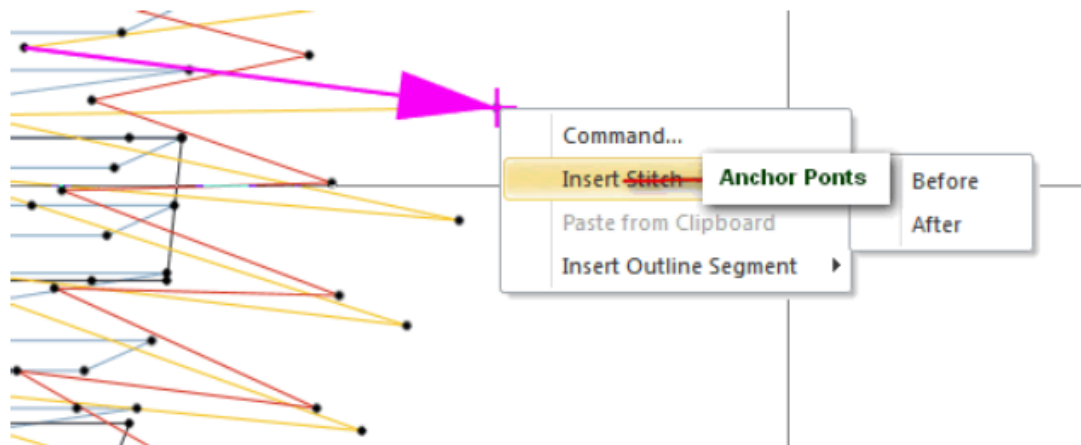 Command...
Insert Stitch
Anchor Ponts
Before
After
Paste from Clipboard
Insert Outline Segment